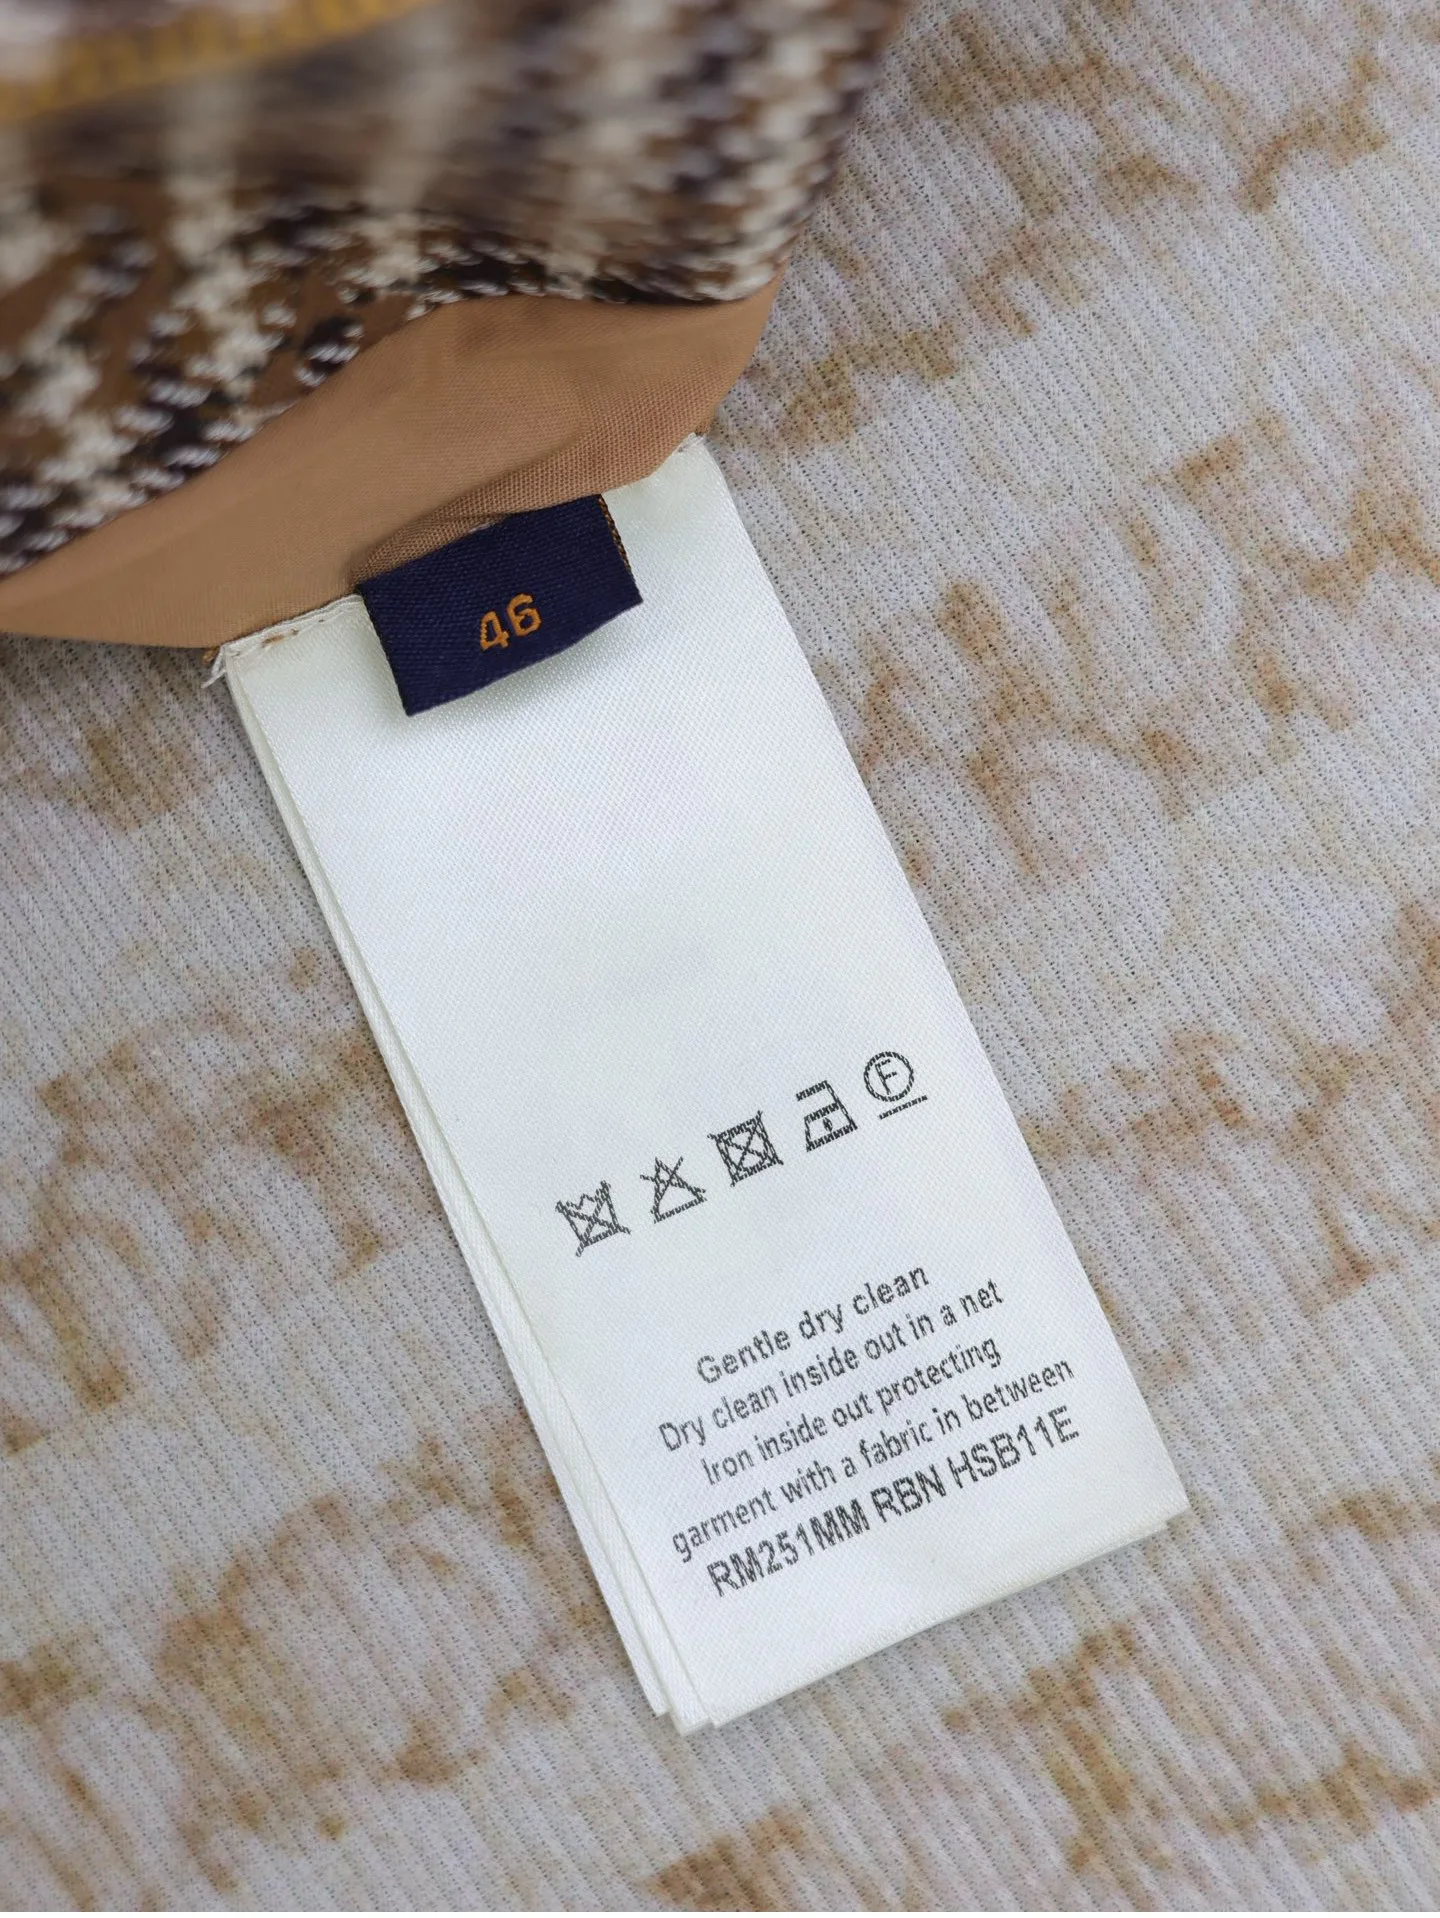 46
F
Gentle dry clean
Dry clean inside out in a net
Iron inside out protecting
garment with a fabric in between
RM251MM RBN HSB11E